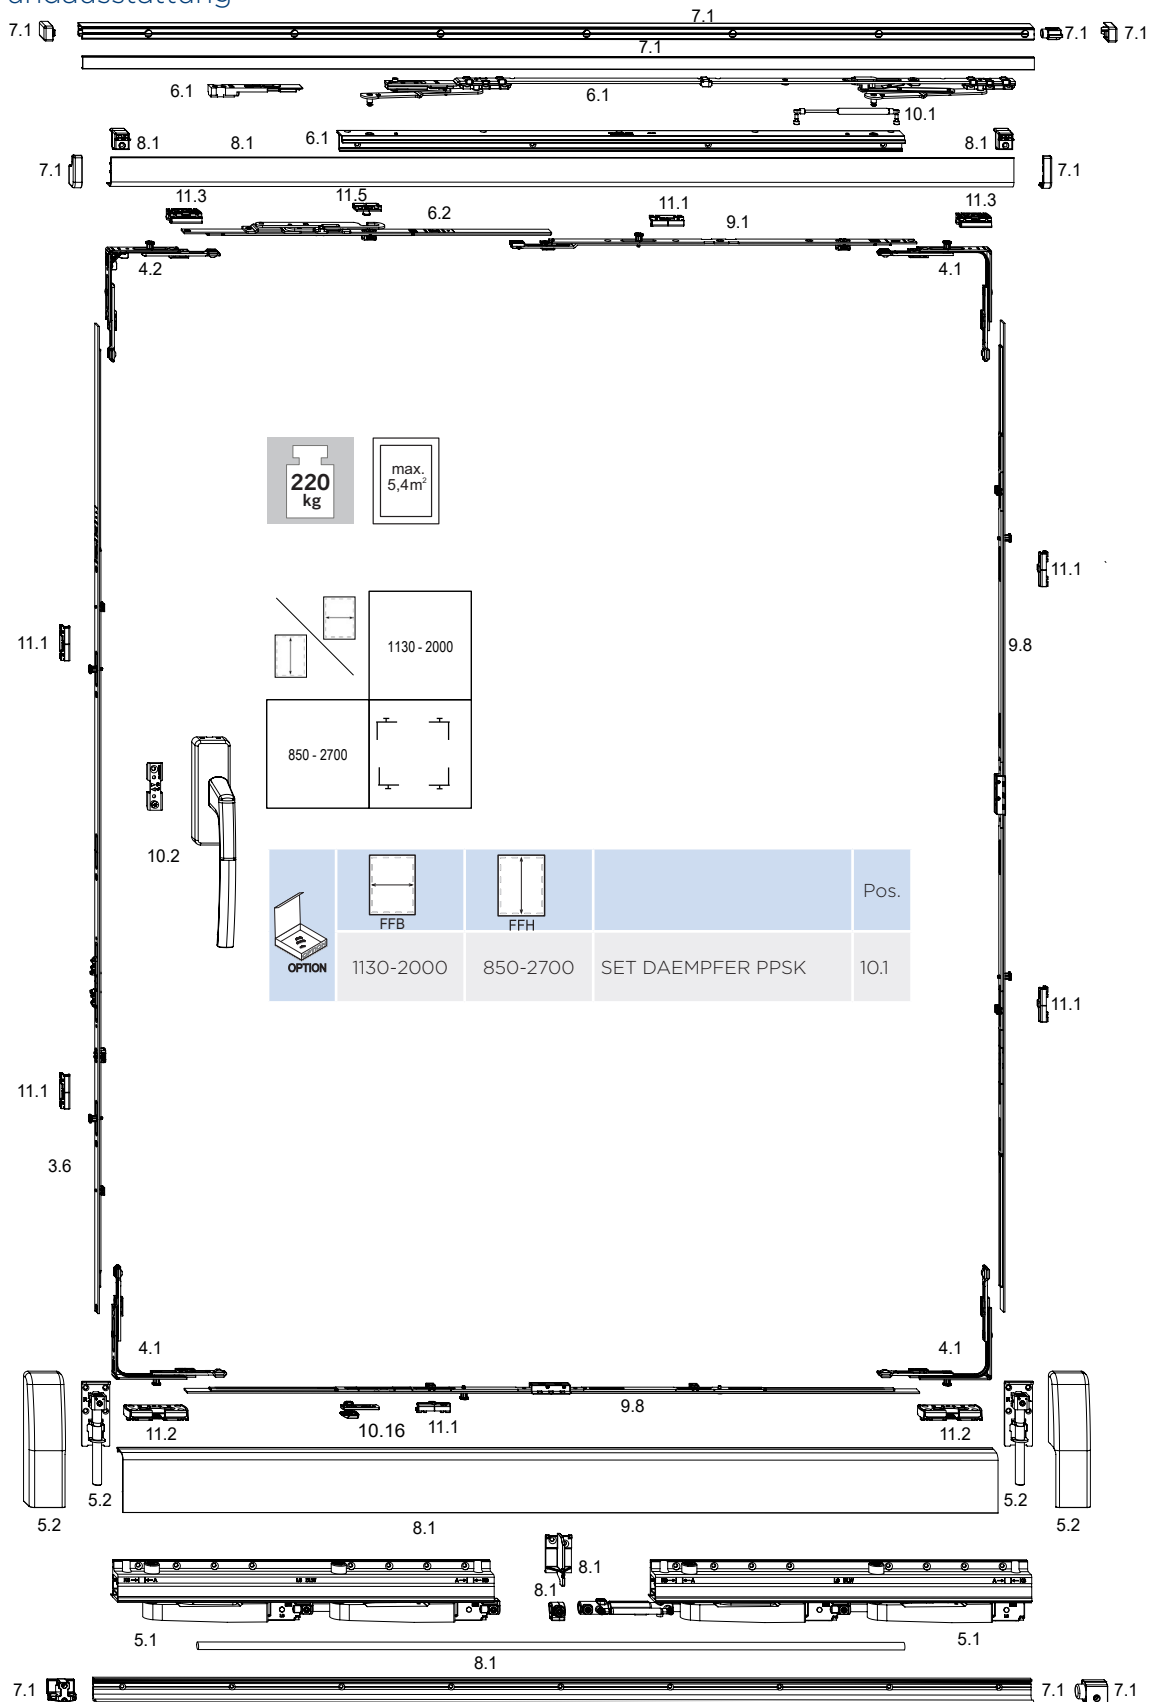 7.1
7.1 7.1 7.1
7.1
6.1 6.1
10.1
8.1 8.1 6.1 8.1
7.1 7.1
11.3 11.5 11.1 11.3
6.2 9.1
4.2 4.1
220
kg
max.
5,4m²
11.1
11.1 9.8
1130 - 2000
850 - 2700
10.2
FFB FFH Pos.
OPTION 1130-2000 850-2700 SET DAEMPFER PPSK 10.1
11.1
11.1
3.6
4.1 4.1
9.8
11.2 10.16 11.1 11.2
5.2 5.2
5.2 8.1 5.2
8.1
8.1
5.1 5.1
8.1
7.1 7.1 7.1